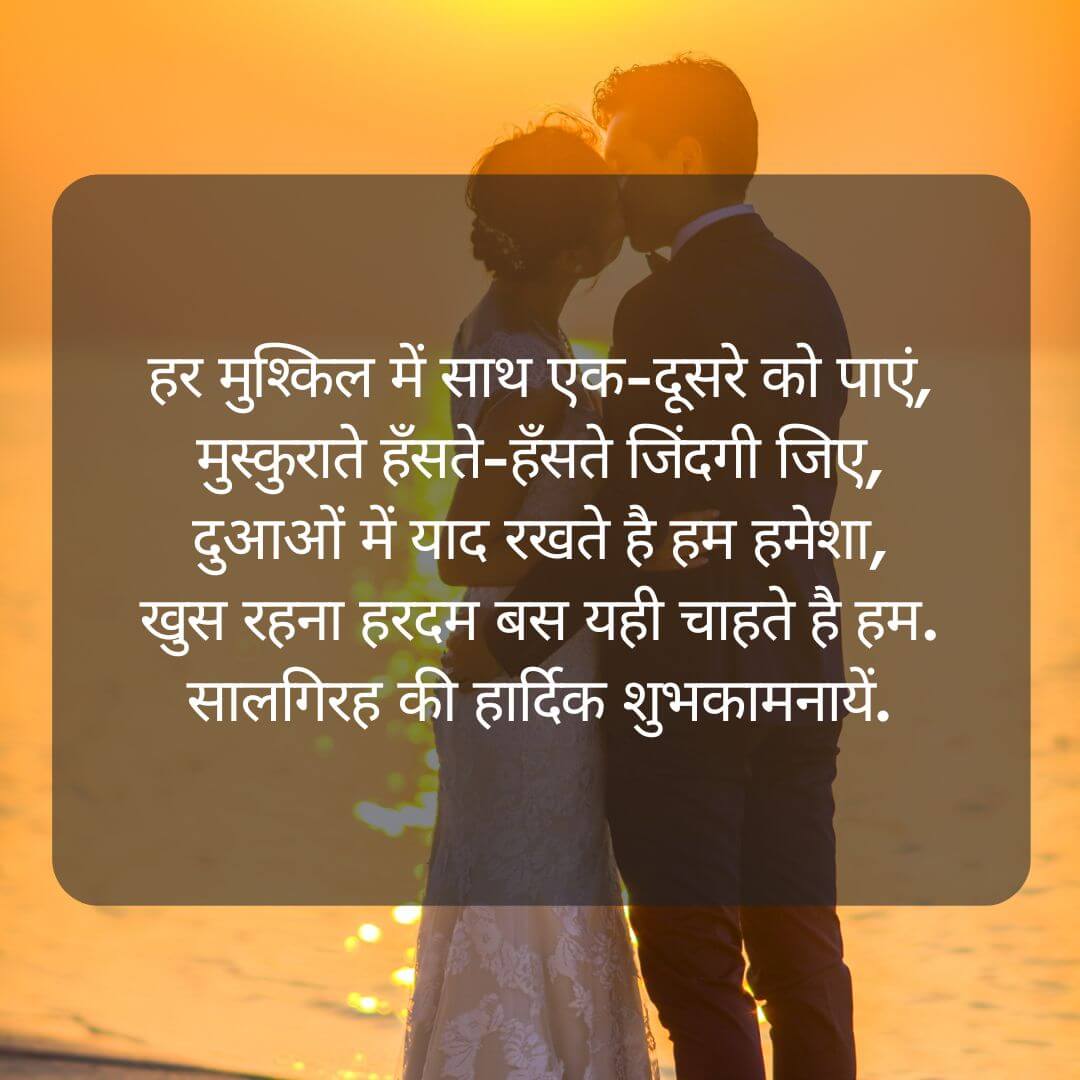 हर मुश्किल में साथ एक-दूसरे को पाएं,
मुस्कुराते हँसते-हँसते जिंदगी जिए,
दुआओं में याद रखते है हम हमेशा,
खुस रहना हरदम बस यही चाहते है हम.
सालगिरह की हार्दिक शुभकामनायें.